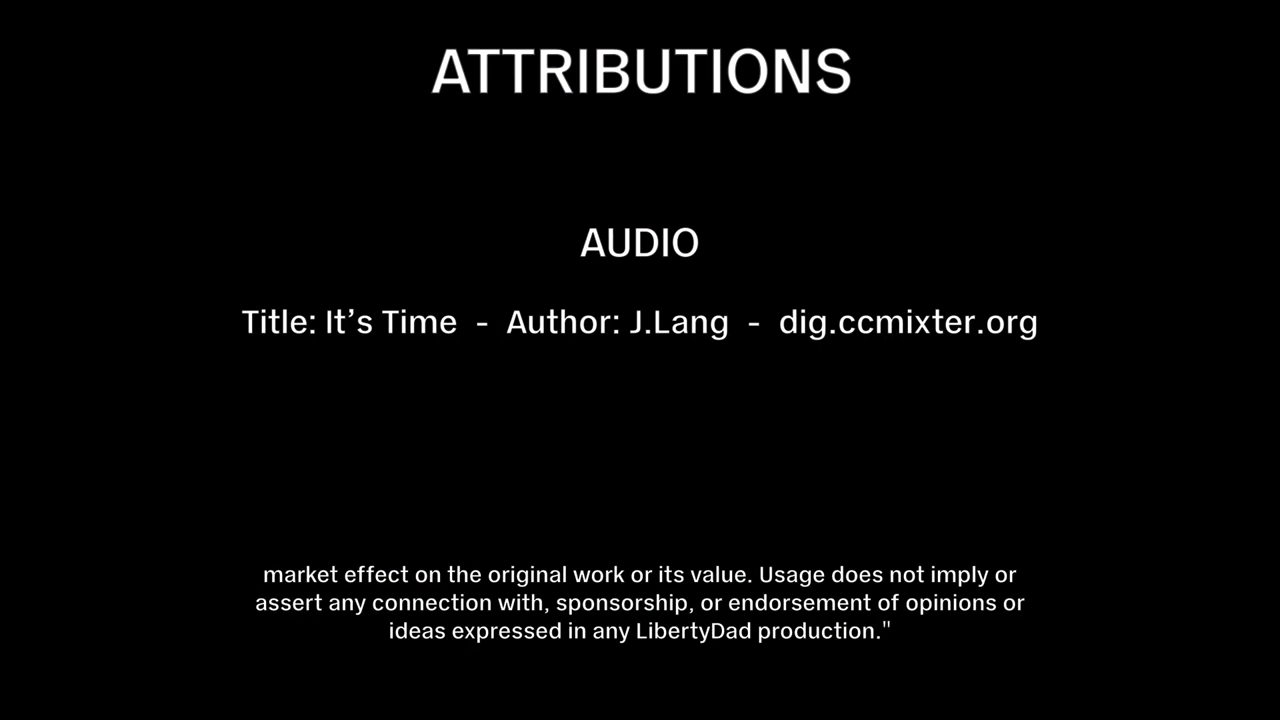 ATTRIBUTIONS
AUDIO
Title: It’s Time - Author: J.Lang - dig.ccmixter.org
market effect on the original work or its value. Usage does not imply or
assert any connection with, sponsorship, or endorsement of opinions or
ideas expressed in any LibertyDad production."